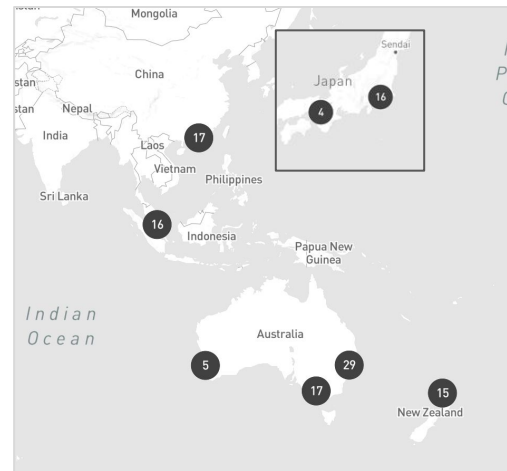 Mongolia
Sendai
China
Japan
stan
16
4
stan
Nepal
17
India
Laos
Vietnam
Philippines
Sri Lanka
16
Indonesia
Papua New
Guinea
Indian
Ocean
Australia
5
29
17
15
New Zealand